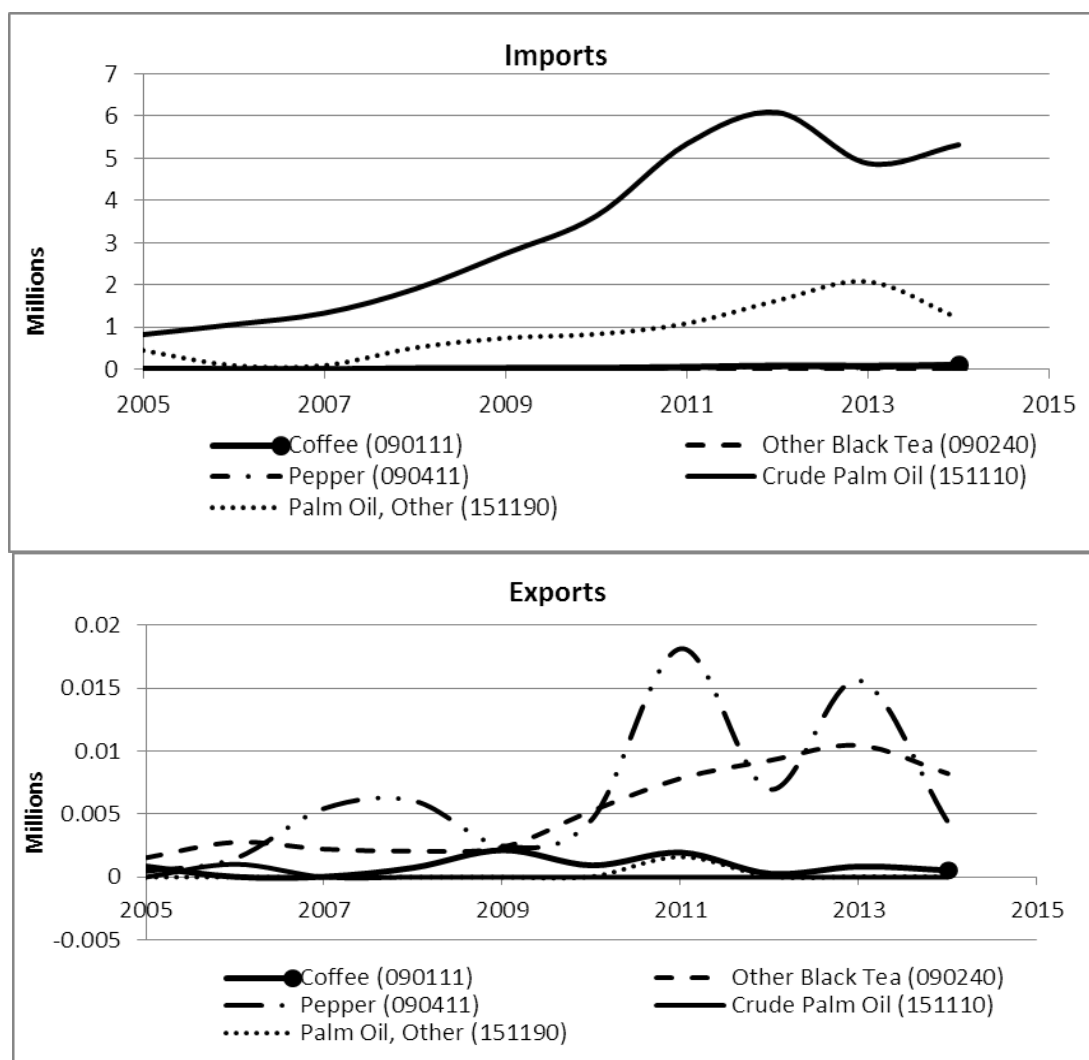 Imports
7
6
5
4
3
2
1
0
Millions
2005 2007 2009 2011 2013 2015
Coffee (090111) Other Black Tea (090240)
Pepper (090411) Crude Palm Oil (151110)
Palm Oil, Other (151190)
Exports
0.02
0.015
0.01
0.005
0
-0.005
Millions
2005 2007 2009 2011 2013 2015
Coffee (090111) Other Black Tea (090240)
Pepper (090411) Crude Palm Oil (151110)
Palm Oil, Other (151190)